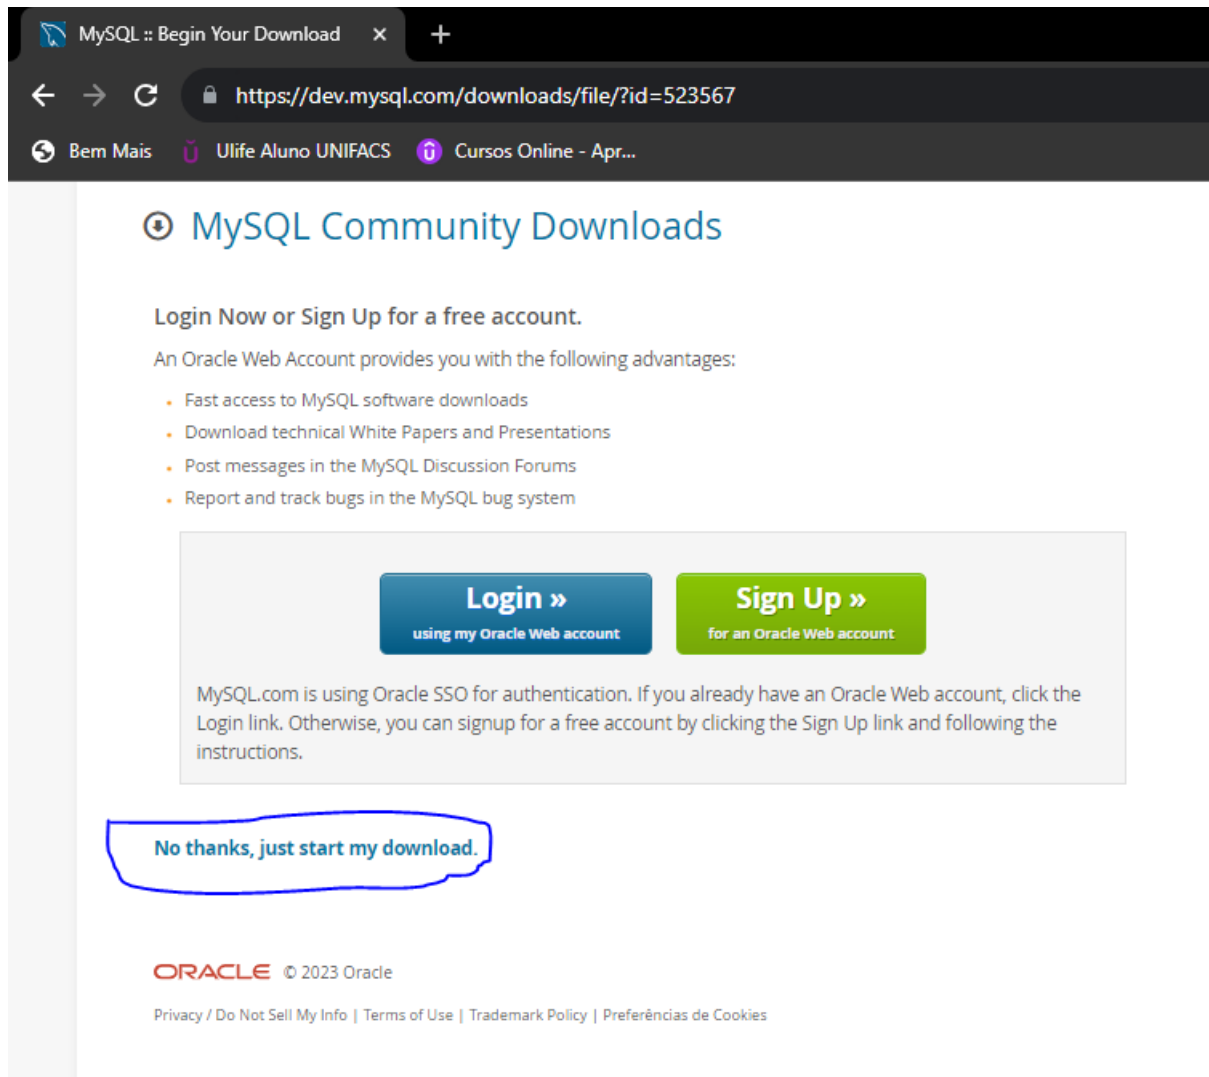 MySQL :: Begin Your Download
https://dev.mysql.com/downloads/file/?id=523567
Bem Mais Ulife Aluno UNIFACS Cursos Online - Apr...
MySQL Community Downloads
Login Now or Sign Up for a free account.
An Oracle Web Account provides you with the following advantages:
Fast access to MySQL software downloads
Download technical White Papers and Presentations
Post messages in the MySQL Discussion Forums
Report and track bugs in the MySQL bug system
Login » Sign Up »
using my Oracle Web account for an Oracle Web account
MySQL.com is using Oracle SSO for authentication. If you already have an Oracle Web account, click the
Login link. Otherwise, you can signup for a free account by clicking the Sign Up link and following the
instructions.
No thanks, just start my download.
ORACLE © 2023 Oracle
Privacy / Do Not Sell My Info | Terms of Use | Trademark Policy | Preferências de Cookies